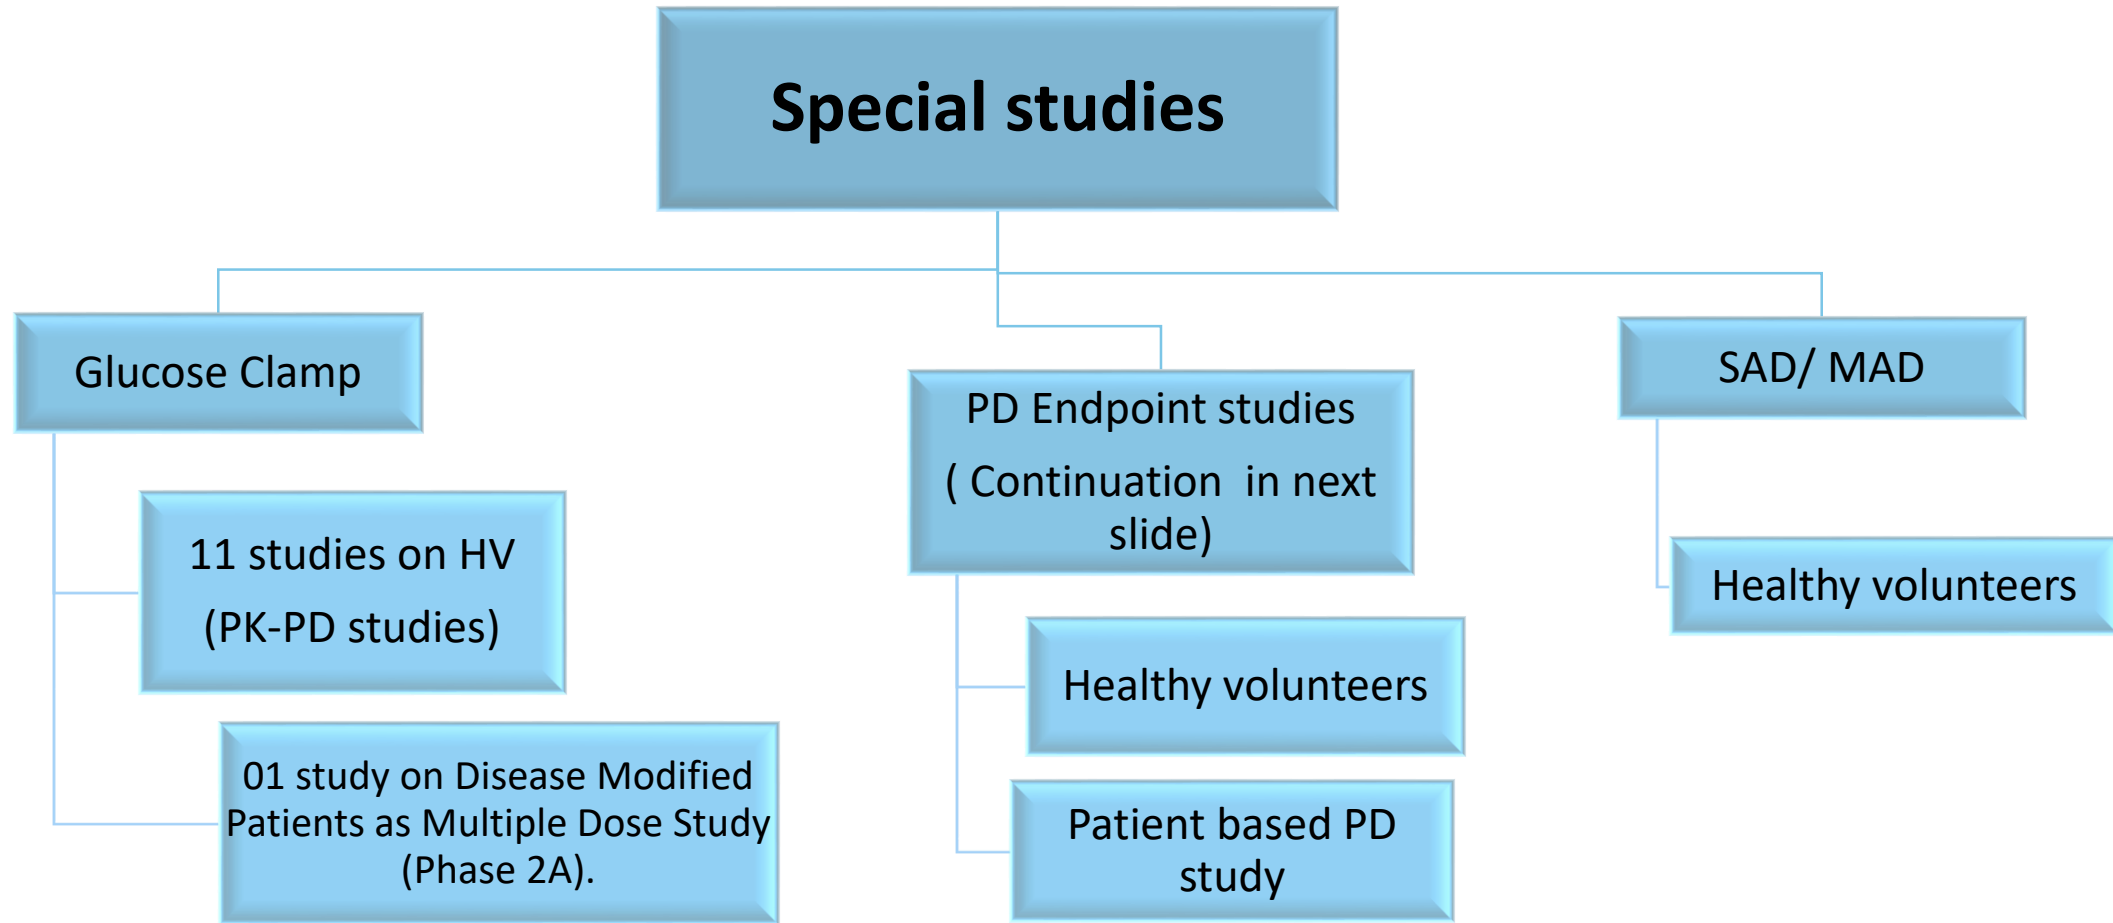 Special studies
Glucose Clamp
11 studies on HV
(PK-PD studies)
01 study on Disease Modified
Patients as Multiple Dose Study
(Phase 2A).
PD Endpoint studies
( Continuation  in next
slide)
Healthy volunteers
Patient based PD
study
SAD/ MAD
Healthy volunteers